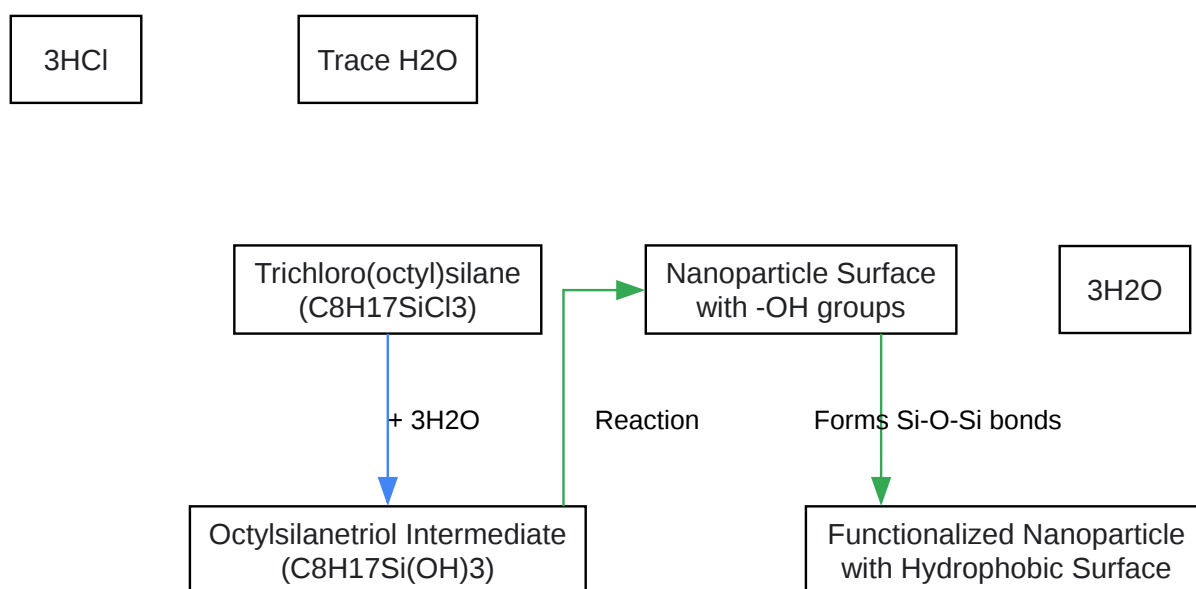 3HCl
Trace H2O
Trichloro(octyl)silane
(C8H17SiCl3)
Nanoparticle Surface
with -OH groups
3H2O
+ 3H2O
Reaction
Forms Si-O-Si bonds
Octylsilanetriol Intermediate
(C8H17Si(OH)3)
Functionalized Nanoparticle
with Hydrophobic Surface